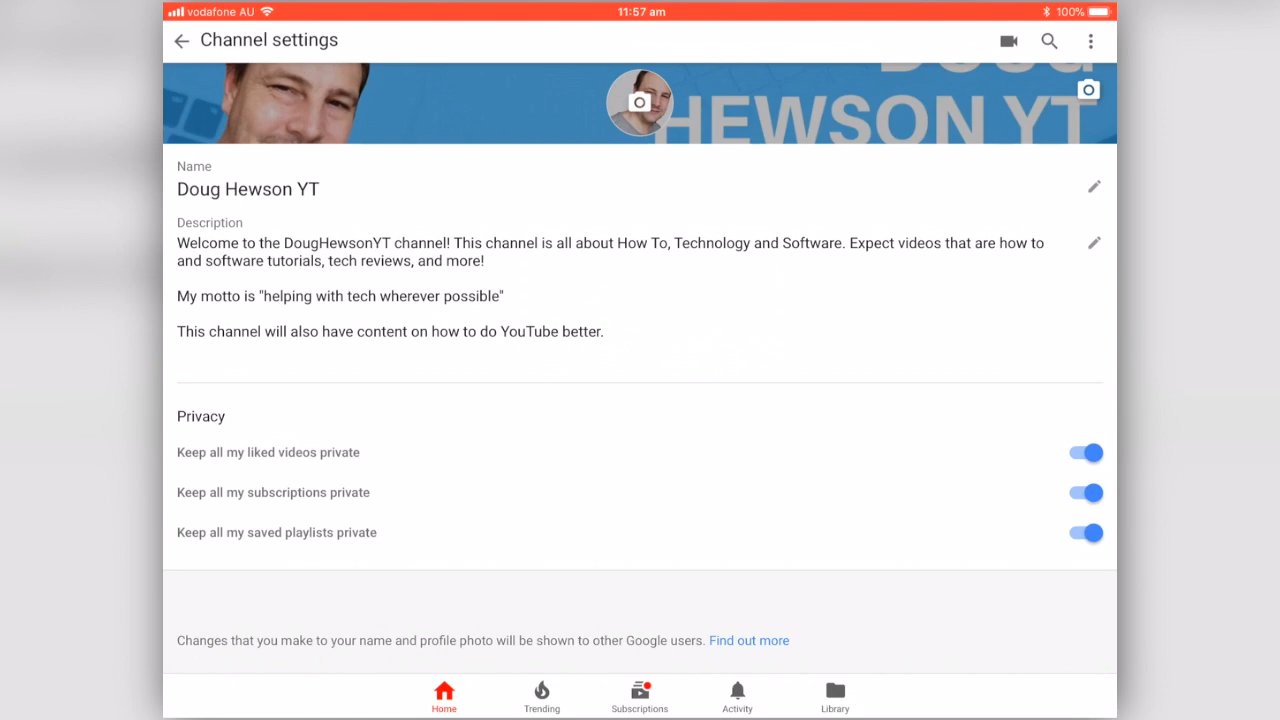 vodafone AU 11:57 am 100%
Channel settings
DOUG
HEWSON YT
Name
Doug Hewson YT
Description
Welcome to the DougHewsonYT channel! This channel is all about How To, Technology and Software. Expect videos that are how to
and software tutorials, tech reviews, and more!
My motto is "helping with tech wherever possible"
This channel will also have content on how to do YouTube better.
Privacy
Keep all my liked videos private
Keep all my subscriptions private
Keep all my saved playlists private
Changes that you make to your name and profile photo will be shown to other Google users. Find out more
Home Trending Subscriptions Activity Library